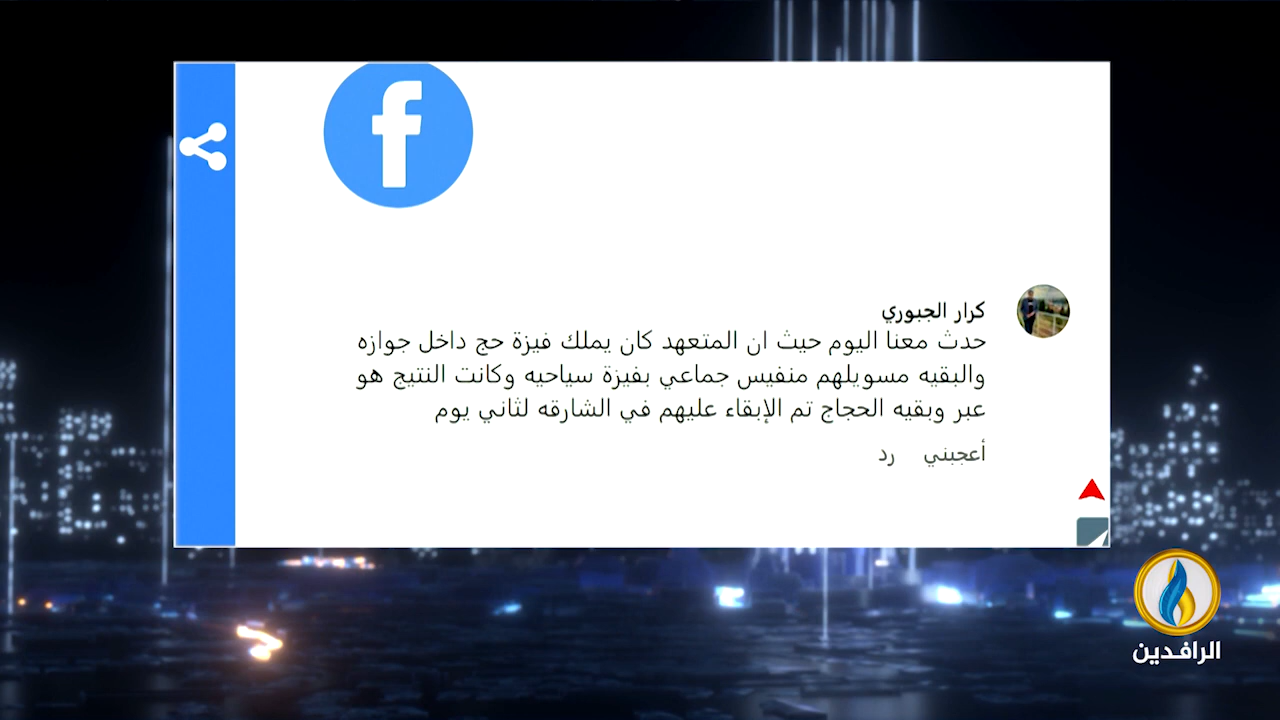 كرار الجبوري
حدث معنا اليوم حيث ان المتعهد كان يملك فيزة حج داخل جوازه
والبقيه مسويلهم منفيس جماعي بفيزة سياحيه وكانت النتيج هو
عبر وبقيه الحجاج تم الإبقاء عليهم في الشارقه لثاني يوم
أعجبني رد
الرافدين